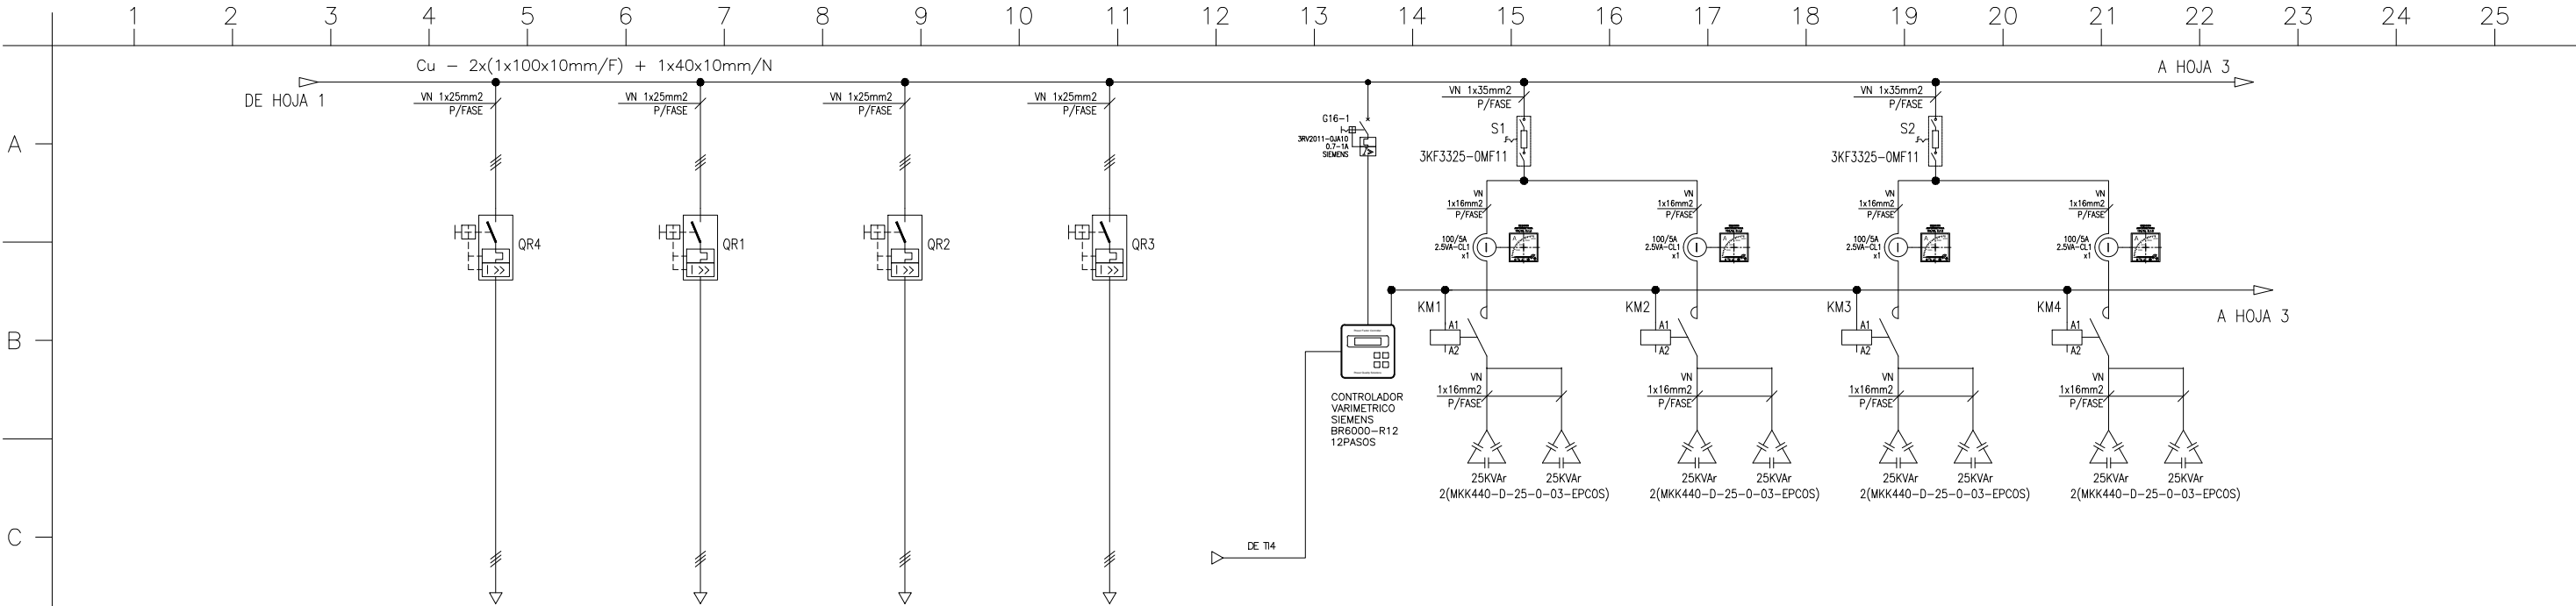 1 2 3 4 5 6 7 8 9 10 11 12 13 14 15 16 17 18 19 20 21 22 23 24 25
Cu - 2x(1x100x10mm/F) + 1x40x10mm/N
A HOJA 3
DE HOJA 1
VN 1x25mm2
P/FASE
VN 1x25mm2
P/FASE
VN 1x25mm2
P/FASE
VN 1x25mm2
P/FASE
VN 1x35mm2
P/FASE
VN 1x35mm2
P/FASE
A
G16-1
3RV2011-0JA10
0.7-1A
SIEMENS
S1
3KF3325-0MF11
S2
3KF3325-0MF11
VN
1x16mm2
P/FASE
VN
1x16mm2
P/FASE
VN
1x16mm2
P/FASE
VN
1x16mm2
P/FASE
QR4
I >>
QR1
I >>
QR2
I >>
QR3
I >>
100/5A
2.5VA-CL1
x1
100/5A
2.5VA-CL1
x1
100/5A
2.5VA-CL1
x1
100/5A
2.5VA-CL1
x1
B
KM1
A1
A2
KM2
A1
A2
KM3
A1
A2
KM4
A1
A2
A HOJA 3
CONTROLADOR
VARIMETRICO
SIEMENS
BR6000-R12
12PASOS
VN
1x16mm2
P/FASE
VN
1x16mm2
P/FASE
VN
1x16mm2
P/FASE
VN
1x16mm2
P/FASE
25KVAr 25KVAr
2(MKK440-D-25-0-03-EPCOS)
25KVAr 25KVAr
2(MKK440-D-25-0-03-EPCOS)
25KVAr 25KVAr
2(MKK440-D-25-0-03-EPCOS)
25KVAr 25KVAr
2(MKK440-D-25-0-03-EPCOS)
C
DE TI4